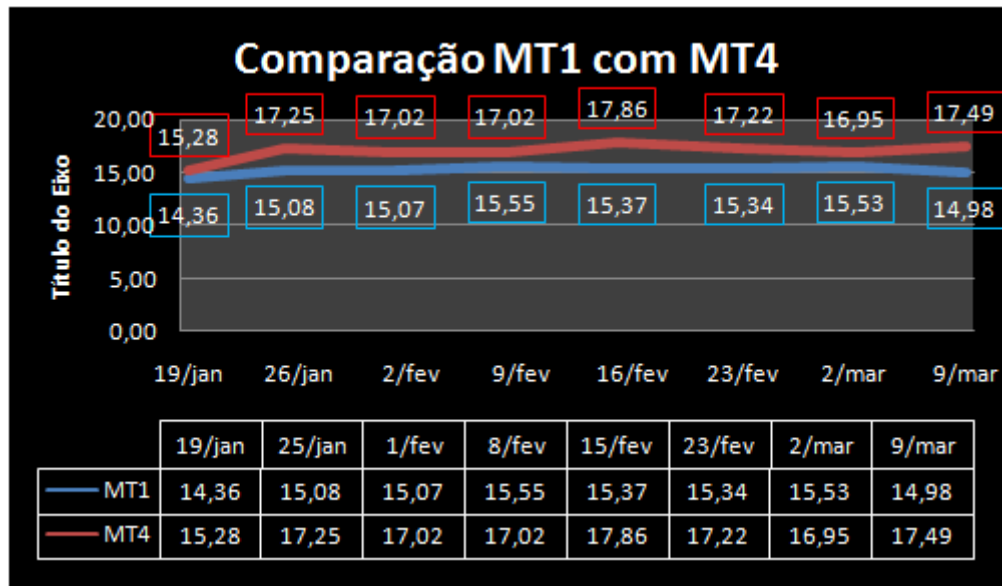 Comparação MT1 com MT4
Título do Eixo
20,00
15,00
10,00
5,00
0,00
15,28 17,25 17,02 17,02 17,86 17,22 16,95 17,49
14,36 15,08 15,07 15,55 15,37 15,34 15,53 14,98
19/jan 26/jan 2/fev 9/fev 16/fev 23/fev 2/mar 9/mar
19/jan 25/jan 1/fev 8/fev 15/fev 23/fev 2/mar 9/mar
MT1 14,36 15,08 15,07 15,55 15,37 15,34 15,53 14,98
MT4 15,28 17,25 17,02 17,02 17,86 17,22 16,95 17,49